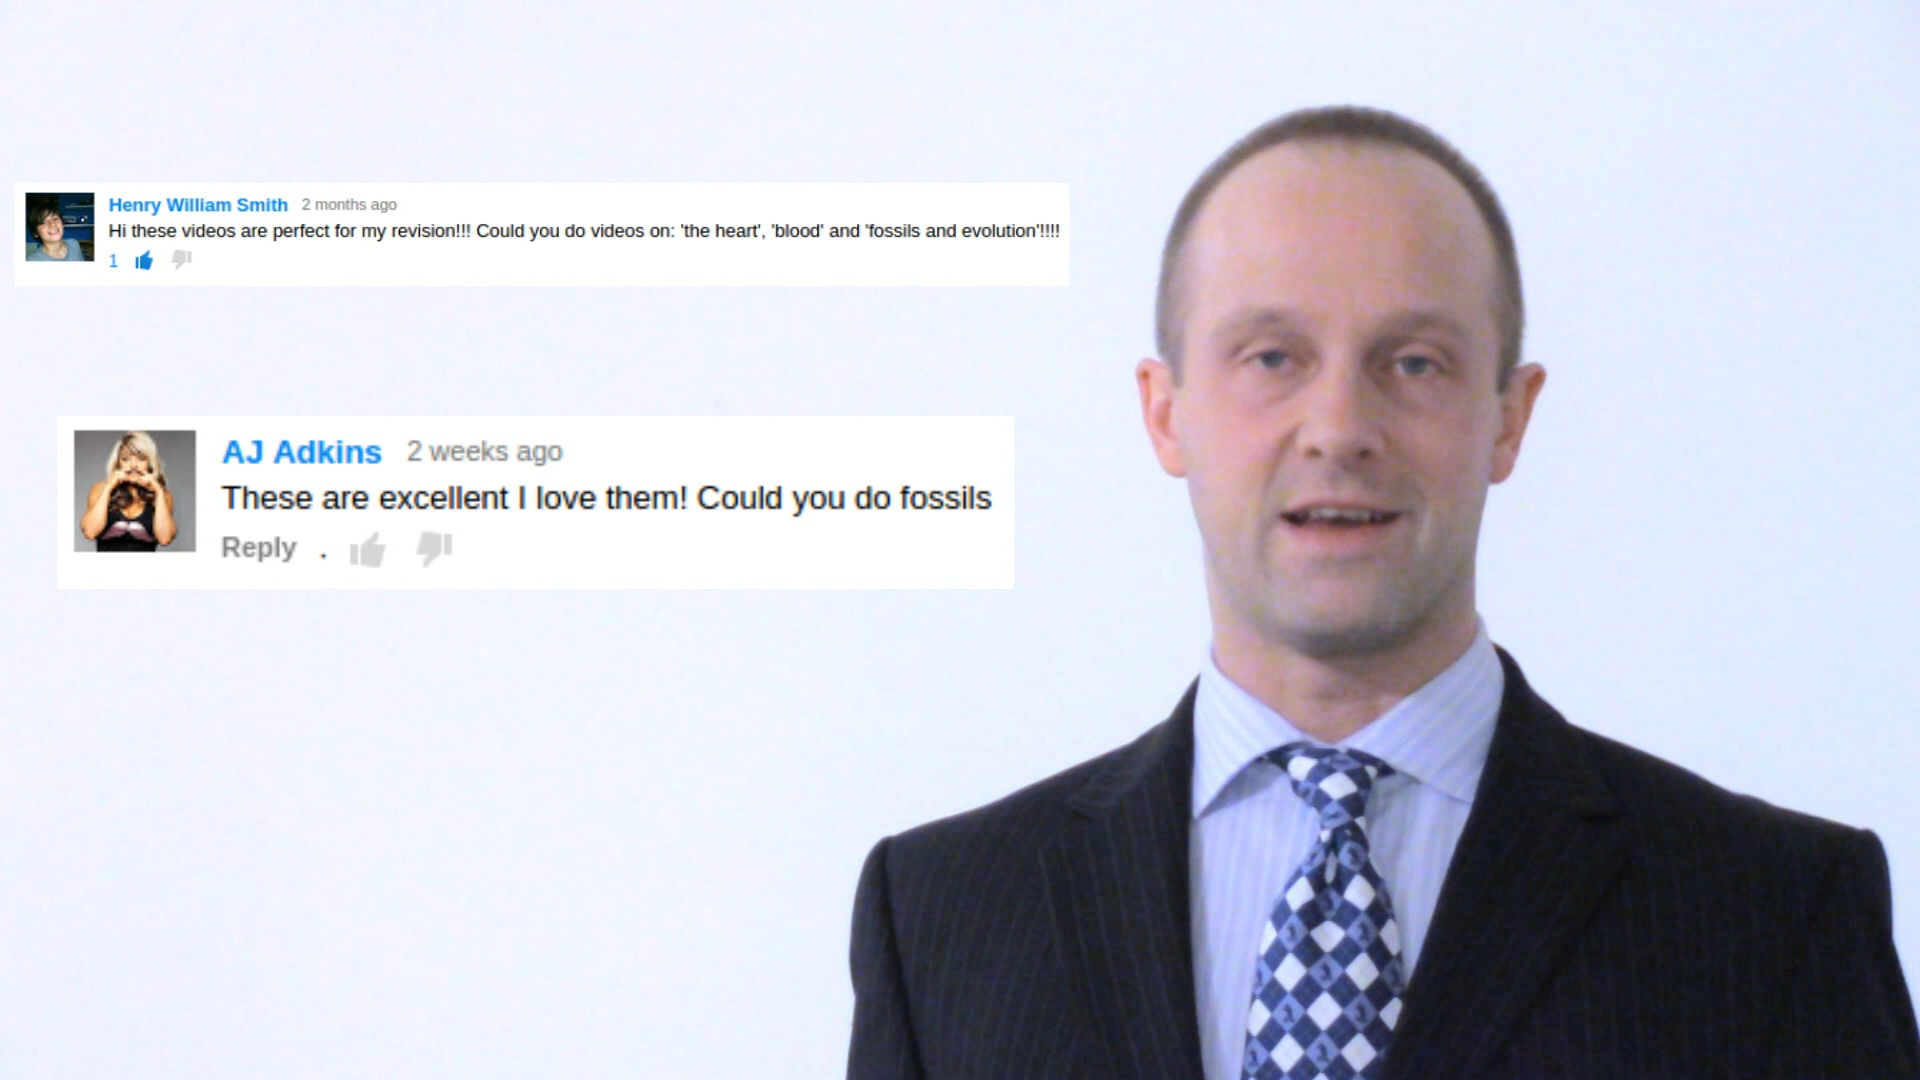 Henry William Smith 2 months ago
Hi these videos are perfect for my revision!!! Could you do videos on: 'the heart', 'blood' and 'fossils and evolution'!!!!
1
AJ Adkins 2 weeks ago
These are excellent I love them! Could you do fossils
Reply .